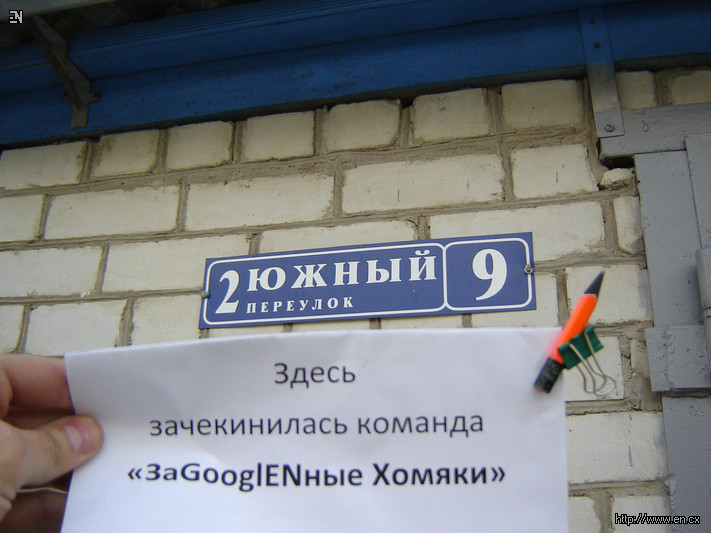 EN
2 ЮЖНЫЙ 9
ПЕРЕУЛОК
Здесь
зачекинилась команда
«ЗаGooglENные Хомяки»
http://www.en.cx